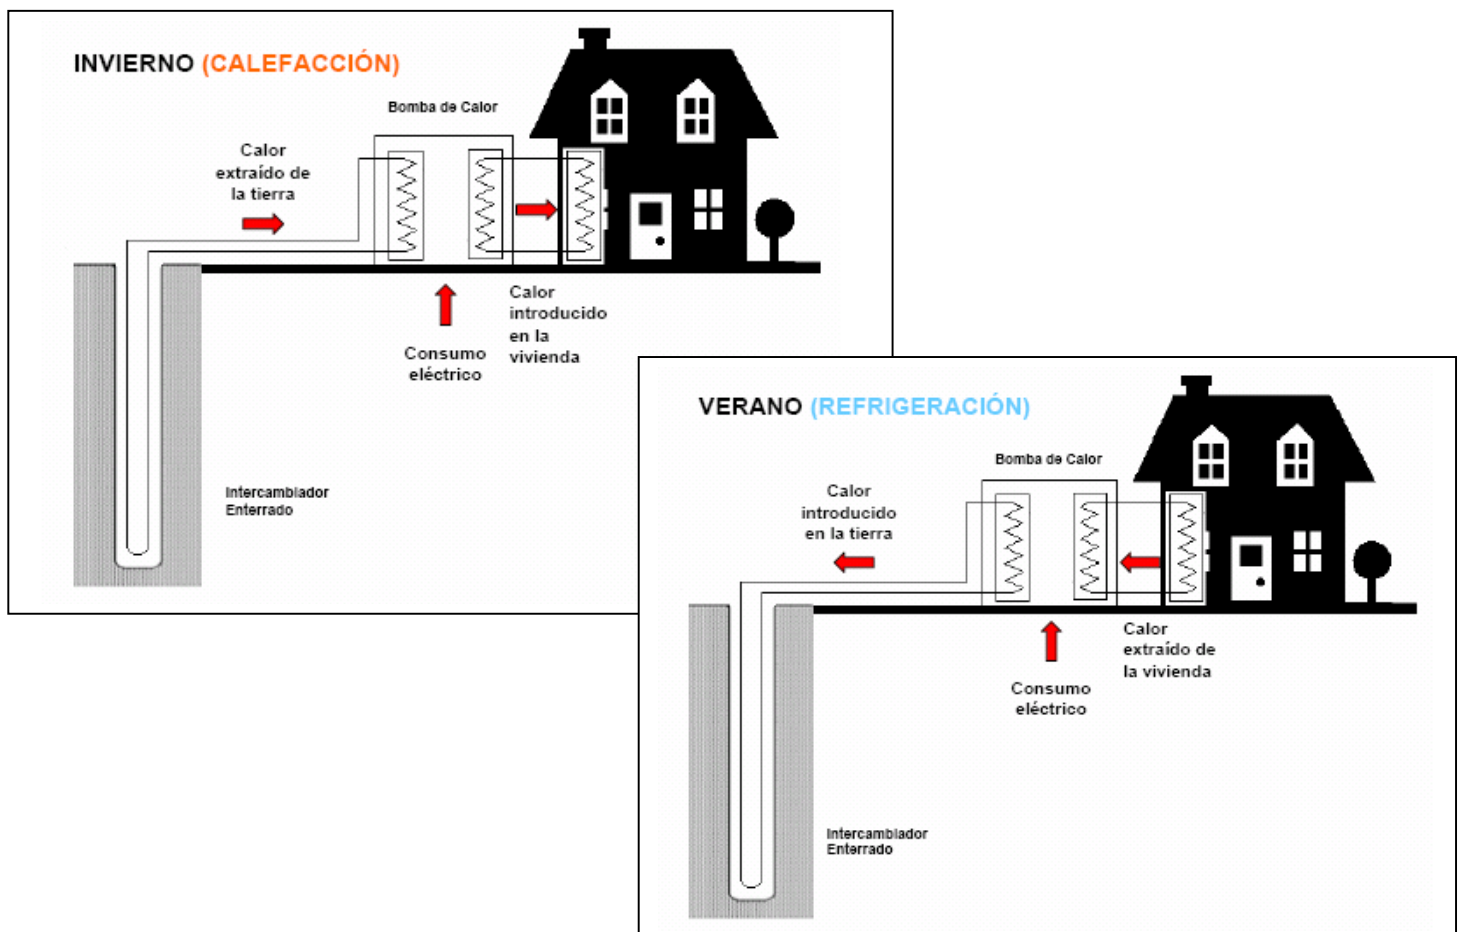 INVIERNO (CALEFACCIÓN)
Bomba de Calor
Calor
extraído de
la tierra
Calor
introducido
en la
vivienda
Consumo
eléctrico
Intercambiador
Enterrado
VERANO (REFRIGERACIÓN)
Bomba de Calor
Calor
introducido
en la tierra
Calor
extraído de
la vivienda
Consumo
eléctrico
Intercambiador
Enterrado